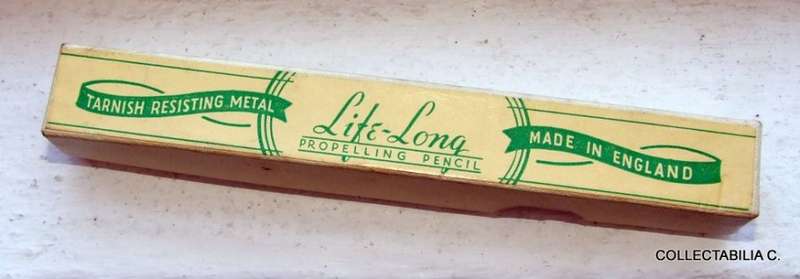 TARNISH RESISTING METAL
Life-Long
PROPELLING PENCIL
MADE IN ENGLAND
COLLECTABILIA C.